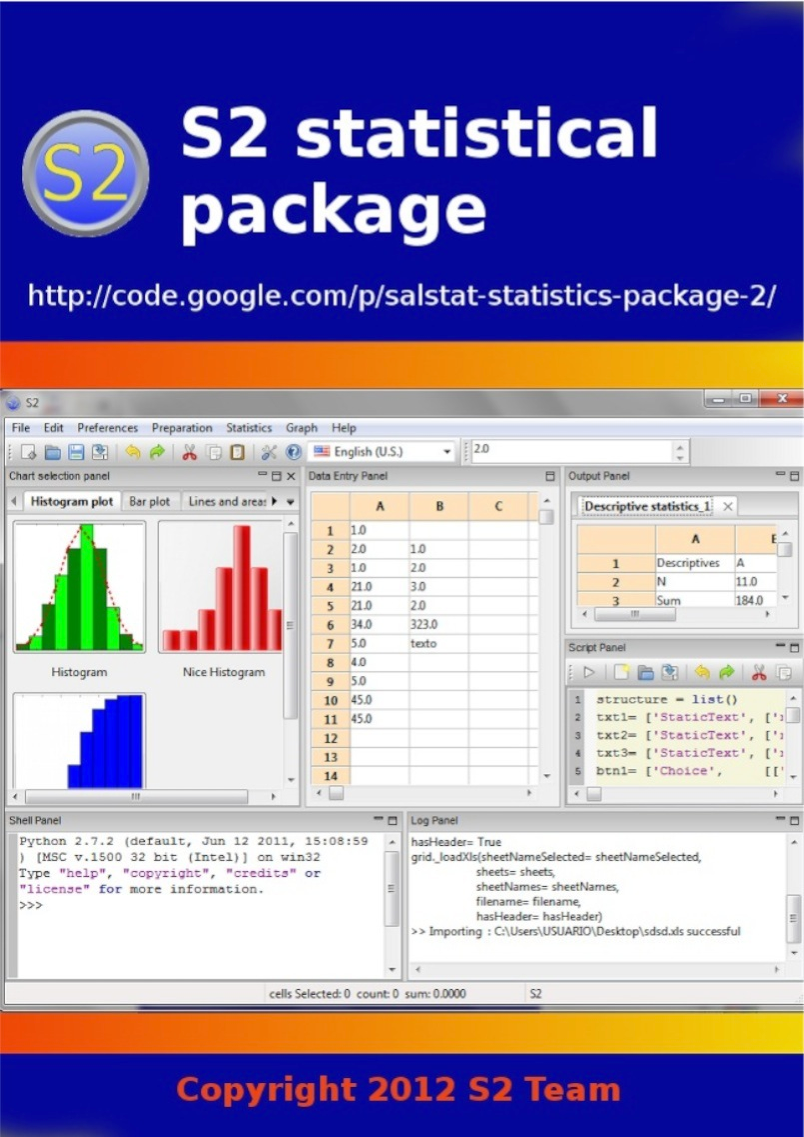 S2
S2 statistical
package
http://code.google.com/p/salstat-statistics-package-2/
S2
File Edit Preferences Preparation Statistics Graph Help
English (U.S.) 2.0
Chart selection panel
Histogram plot Bar plot Lines and areas
Histogram Nice Histogram
Data Entry Panel
A B C
1 1.0
2 2.0 1.0
3 1.0 2.0
4 21.0 3.0
5 21.0 2.0
6 34.0 323.0
7 5.0 texto
8 4.0
9 5.0
10 45.0
11 45.0
12
13
14
Output Panel
Descriptive statistics_1
A
1 Descriptives A
2 N 11.0
3 Sum 184.0
Script Panel
1 structure = list()
2 txt1= ['StaticText', ['
3 txt2= ['StaticText', ['
4 txt3= ['StaticText', ['
5 btn1= ['Choice', [['
Shell Panel
Python 2.7.2 (default, Jun 12 2011, 15:08:59
) [MSC v.1500 32 bit (Intel)] on win32
Type "help", "copyright", "credits" or
"license" for more information.
>>>
Log Panel
hasHeader= True
grid._loadXls(sheetNameSelected= sheetNameSelected,
sheets= sheets,
sheetNames= sheetNames,
filename= filename,
hasHeader= hasHeader)
>> Importing : C:\Users\USUARIO\Desktop\sdsd.xls successful
cells Selected: 0 count: 0 sum: 0.0000 S2
Copyright 2012 S2 Team